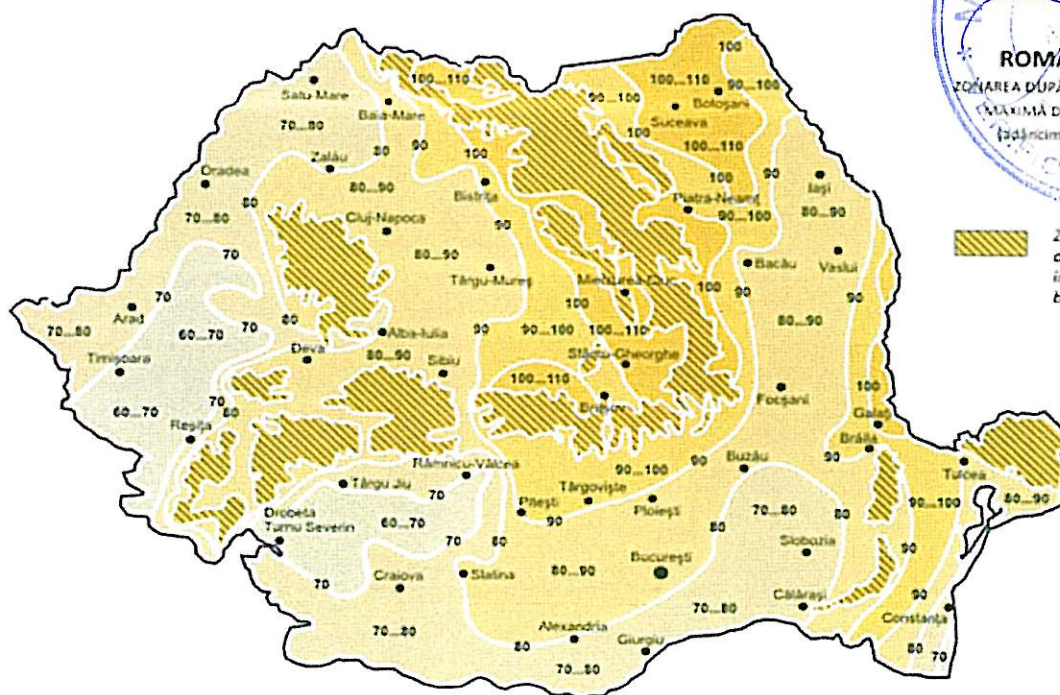 100
ROMÂ
100...110
100...110
90...100
Satu-Mare
90...100
Botoșani
ZONAREA DUPĂ
Baia-Mare
Suceava
MAXIMĂ D
70...80
100
80
90
100
100...110
Zalău
90
Iași
Oradea
80...90
Bistrița
100
Piatra-Neamț
80...90
80
80
90...100
70...80
Cluj-Napoca
90
70
80...90
Bacău
Vaslui
Târgu-Mureș
100
90
Miercurea-Ciuc
70
90
Arad
100
70...80
60...70
70
80
Alba-Iulia
90
90...100
100...110
80...90
Timișoara
Deva
80...90
Sibiu
Sfântu-Gheorghe
100...110
Focșani
100
60...70
70
80
Brașov
Galați
Reșița
Brăila
90
Râmnicu-Vâlcea
90...100
90
Buzău
Tulcea
Târgu Jiu
70
Târgoviște
80...90
Drobeta
Turnu Severin
60...70
Pitești
90
Ploiești
70...80
80
90...100
80
80
Slobozia
70
București
90
70
Craiova
Slatina
80...90
Călărași
90
Constanța
70...80
Alexandria
70...80
80
Giurgiu
80
70
70...80